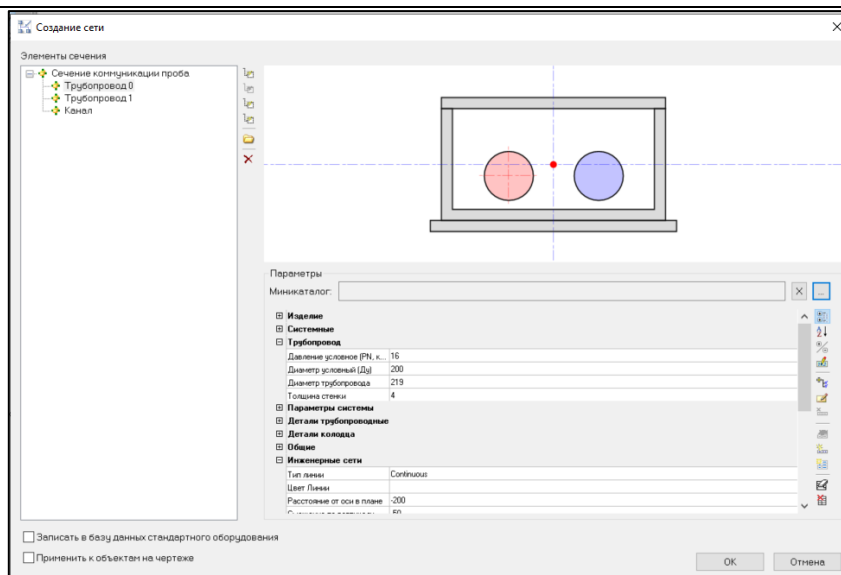 Создание сети
Элементы сечения
Сечение коммуникации проба
Трубопровод 0
Трубопровод 1
Канал
Параметры
Миникаталог:
...
Изделие
Системные
Трубопровод
Давление условное (PN, к... 16
Диаметр условный (Ду) 200
Диаметр трубопровода 219
Толщина стенки 4
Параметры системы
Детали трубопроводные
Детали колодца
Общие
Инженерные сети
Тип линии Continuous
Цвет Линии
Расстояние от оси в плане -200
Записать в базу данных стандартного оборудования
Применить к объектам на чертеже
OK Отмена